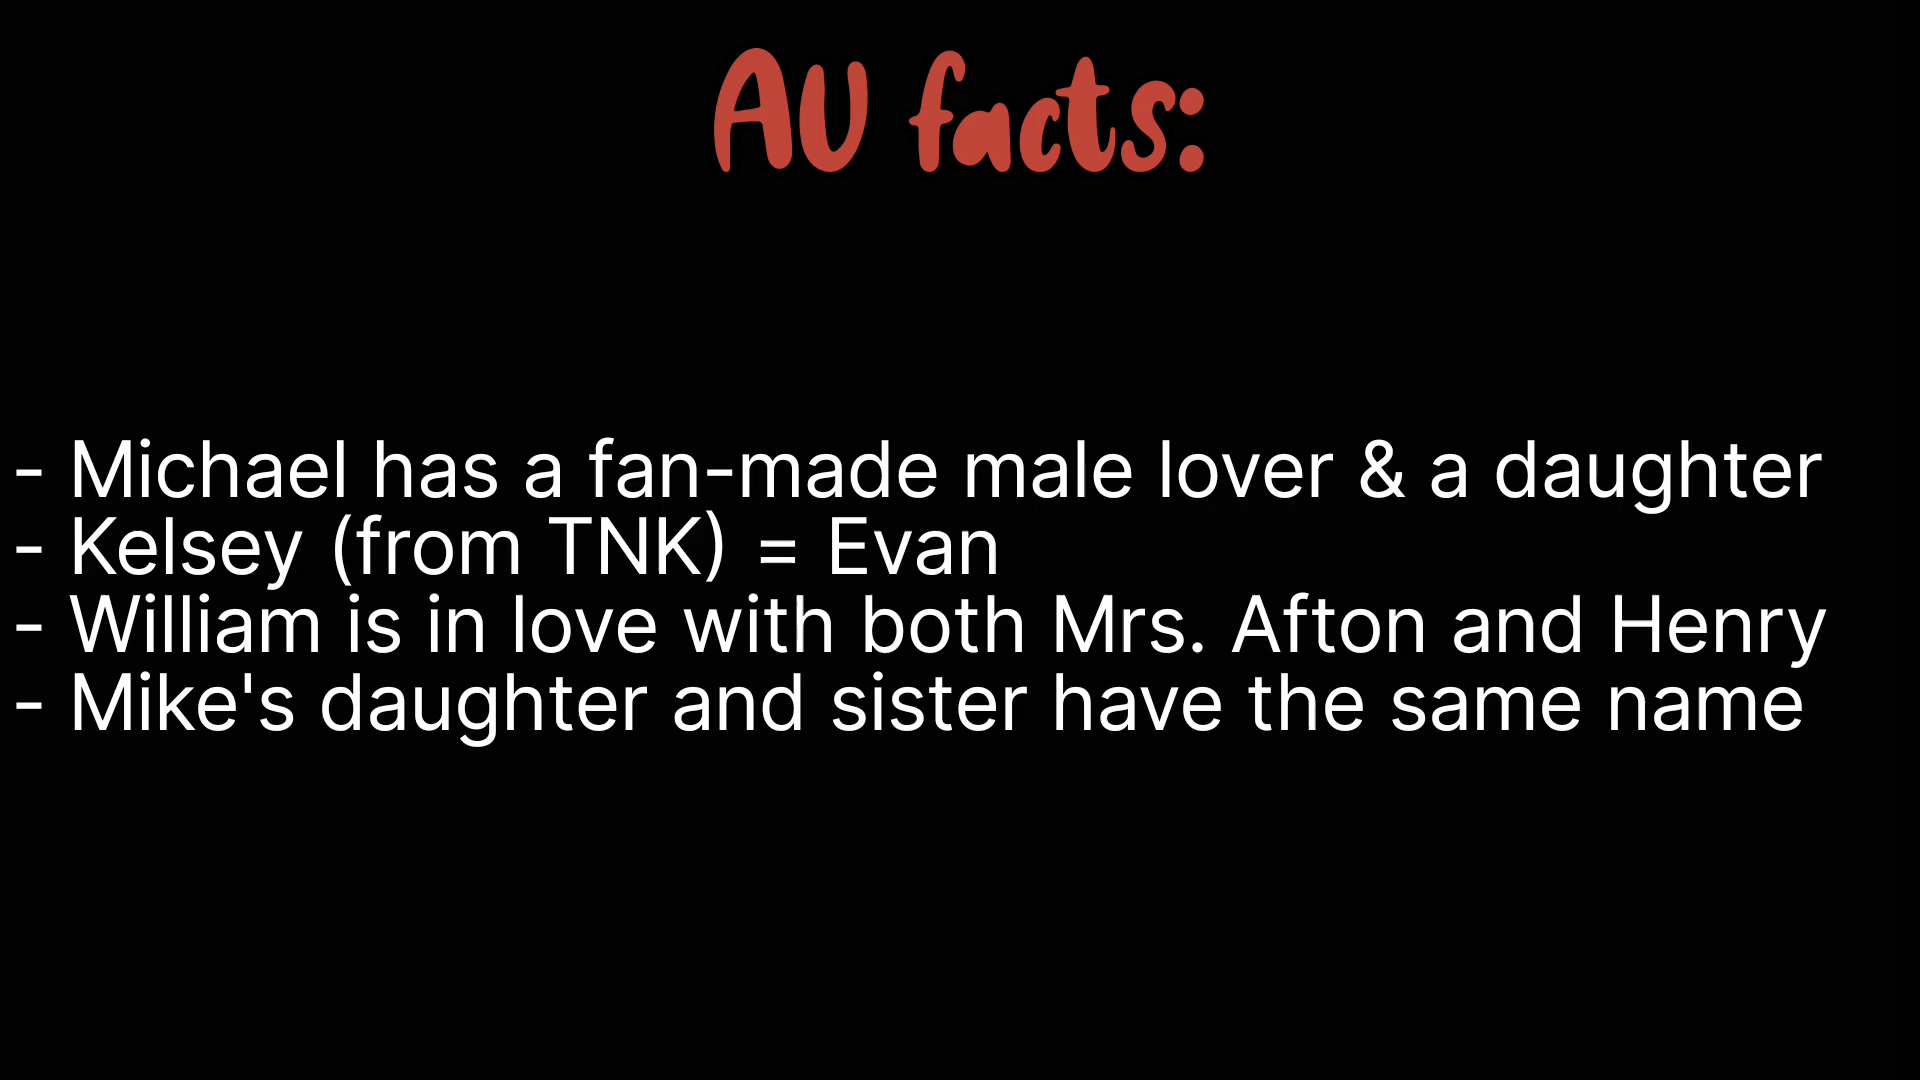 AU facts:
- Michael has a fan-made male lover & a daughter
- Kelsey (from TNK) = Evan
- William is in love with both Mrs. Afton and Henry
- Mike's daughter and sister have the same name